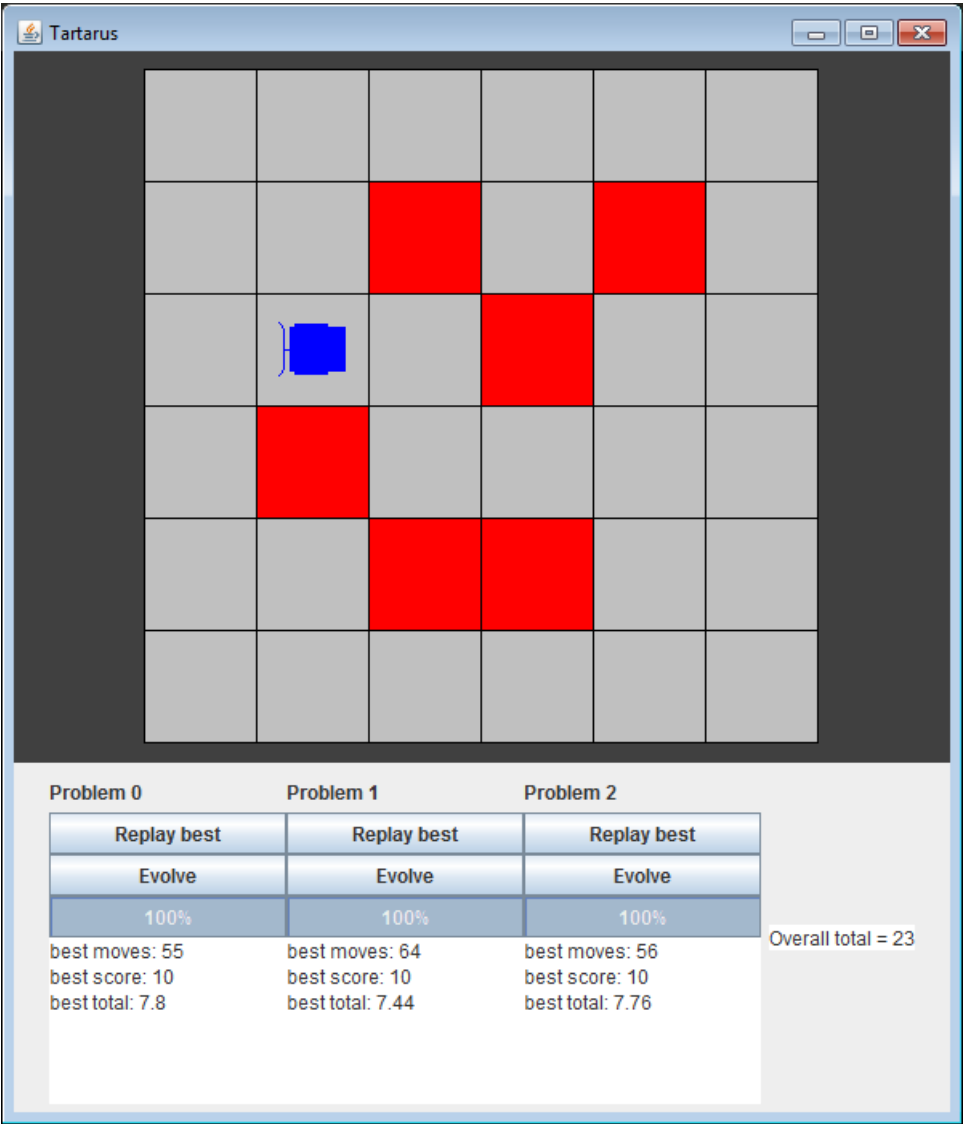 Tartarus
Problem 0 Problem 1 Problem 2
Replay best Replay best Replay best
Evolve Evolve Evolve
100% 100% 100%
Overall total = 23
best moves: 55 best moves: 64 best moves: 56
best score: 10 best score: 10 best score: 10
best total: 7.8 best total: 7.44 best total: 7.76